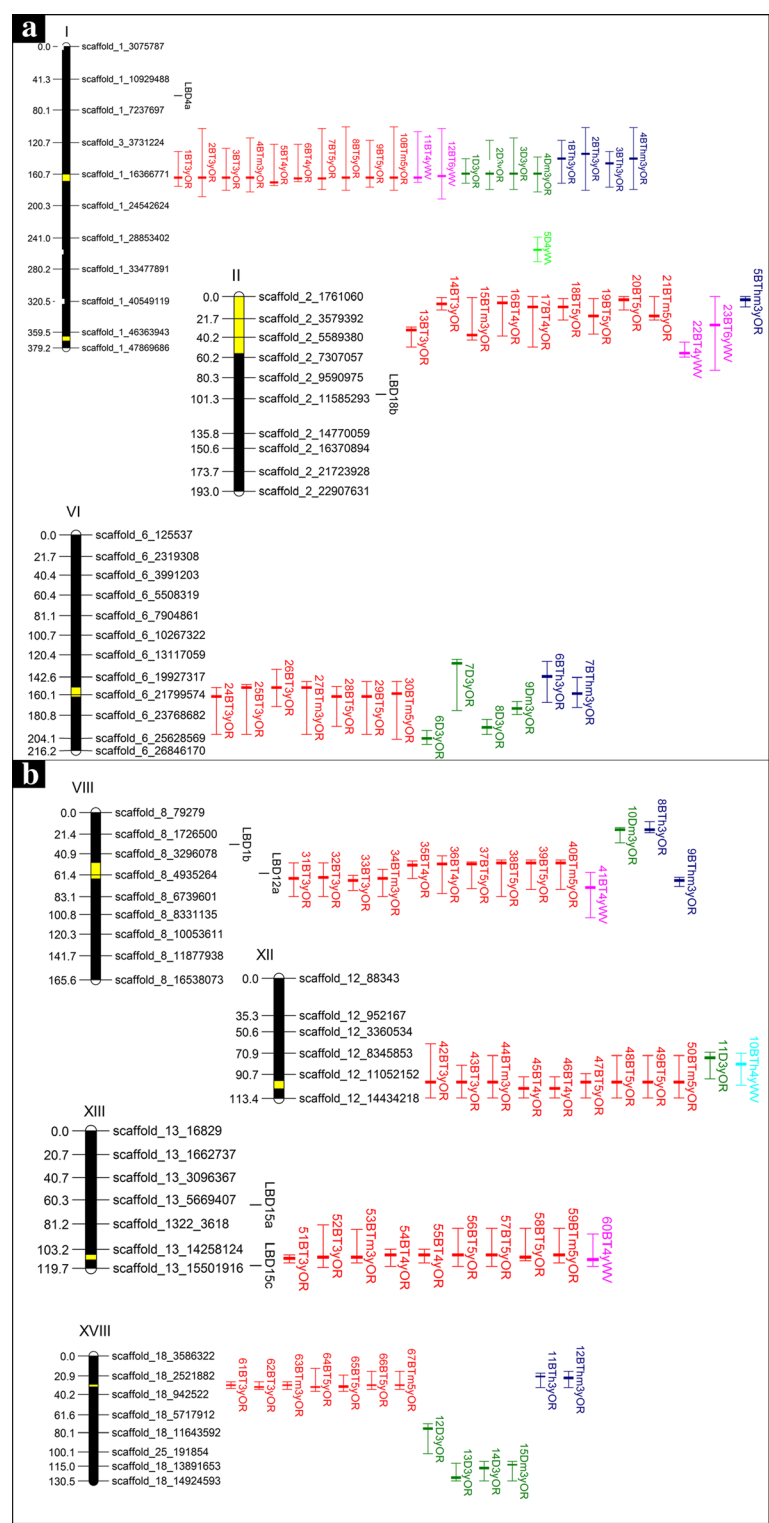 a
I
0.0 scaffold_1_3075787
41.3 scaffold_1_10929488
80.1 scaffold_1_7237697
120.7 scaffold_3_3731224
160.7 scaffold_1_16366771
200.3 scaffold_1_24542624
241.0 scaffold_1_28853402
280.2 scaffold_1_33477891
320.5 scaffold_1_40549119
359.5 scaffold_1_46363943
379.2 scaffold_1_47869686
LBD4a
1BT3yOR
2BT3yOR
3BT3yOR
4BTm3yOR
5BT4yOR
6BT4yOR
7BT5yOR
8BT5yOR
9BT5yOR
10BTm5yOR
11BT4yWV
12BT6yWV
1D3yOR
2D3yOR
3D3yOR
4Dm3yOR
1BTh3yOR
2BTh3yOR
3BTh3yOR
4BThm3yOR
5D4yWV
II
0.0 scaffold_2_1761060
21.7 scaffold_2_3579392
40.2 scaffold_2_5589380
60.2 scaffold_2_7307057
80.3 scaffold_2_9590975
101.3 scaffold_2_11585293
135.8 scaffold_2_14770059
150.6 scaffold_2_16370894
173.7 scaffold_2_21723928
193.0 scaffold_2_22907631
LBD18b
13BT3yOR
14BT3yOR
15BTm3yOR
16BT4yOR
17BT4yOR
18BT5yOR
19BT5yOR
20BT5yOR
21BTm5yOR
22BT4yWV
23BT6yWV
5BThm3yOR
VI
0.0 scaffold_6_125537
21.7 scaffold_6_2319308
40.4 scaffold_6_3991203
60.4 scaffold_6_5508319
81.1 scaffold_6_7904861
100.7 scaffold_6_10267322
120.4 scaffold_6_13117059
142.6 scaffold_6_19927317
160.1 scaffold_6_21799574
180.8 scaffold_6_23768682
204.1 scaffold_6_25628569
216.2 scaffold_6_26846170
24BT3yOR
25BT3yOR
26BT3yOR
27BTm3yOR
28BT5yOR
29BT5yOR
30BTm5yOR
6D3yOR
7D3yOR
8D3yOR
9Dm3yOR
6BTh3yOR
7BThm3yOR
b
VIII
0.0 scaffold_8_79279
21.4 scaffold_8_1726500
40.9 scaffold_8_3296078
61.4 scaffold_8_4935264
83.1 scaffold_8_6739601
100.8 scaffold_8_8331135
120.3 scaffold_8_10053611
141.7 scaffold_8_11877938
165.6 scaffold_8_16538073
LBD1b
LBD12a
31BT3yOR
32BT3yOR
33BT3yOR
34BTm3yOR
35BT4yOR
36BT4yOR
37BT5yOR
38BT5yOR
39BT5yOR
40BTm5yOR
41BT4yWV
10Dm3yOR
8BTh3yOR
9BThm3yOR
XII
0.0 scaffold_12_88343
35.3 scaffold_12_952167
50.6 scaffold_12_3360534
70.9 scaffold_12_8345853
90.7 scaffold_12_11052152
113.4 scaffold_12_14434218
42BT3yOR
43BT3yOR
44BTm3yOR
45BT4yOR
46BT4yOR
47BT5yOR
48BT5yOR
49BT5yOR
50BTm5yOR
11D3yOR
10BTh4yWV
XIII
0.0 scaffold_13_16829
20.7 scaffold_13_1662737
40.7 scaffold_13_3096367
60.3 scaffold_13_5669407
81.2 scaffold_1322_3618
103.2 scaffold_13_14258124
119.7 scaffold_13_15501916
LBD15a
LBD15c
51BT3yOR
52BT3yOR
53BTm3yOR
54BT4yOR
55BT4yOR
56BT5yOR
57BT5yOR
58BT5yOR
59BTm5yOR
60BT4yWV
XVIII
0.0 scaffold_18_3586322
20.9 scaffold_18_2521882
40.2 scaffold_18_942522
61.6 scaffold_18_5717912
80.1 scaffold_18_11643592
100.1 scaffold_25_191854
115.0 scaffold_18_13891653
130.5 scaffold_18_14924593
61BT3yOR
62BT3yOR
63BTm3yOR
64BT5yOR
65BT5yOR
66BT5yOR
67BTm5yOR
12D3yOR
13D3yOR
14D3yOR
15Dm3yOR
11BTh3yOR
12BThm3yOR